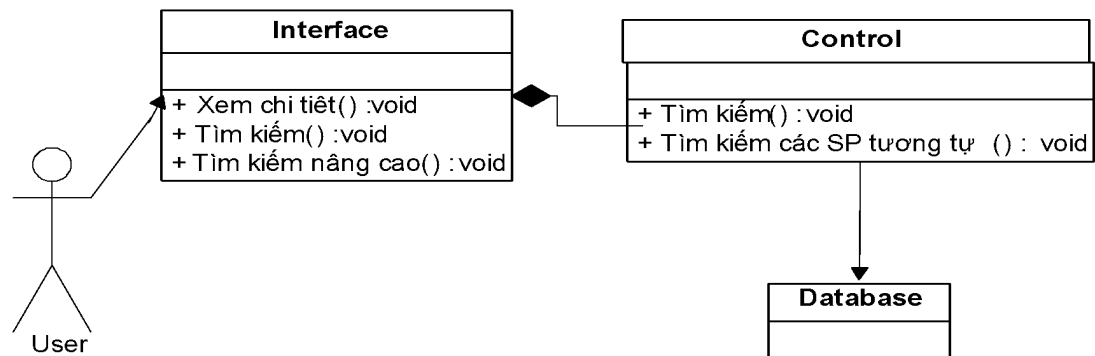 Interface
+ Xem chi tiêt() :void
+ Tìm kiếm() :void
+ Tìm kiếm nâng cao() :void
Control
+ Tìm kiếm() :void
+ Tìm kiếm các SP tương tự () : void
Database
User